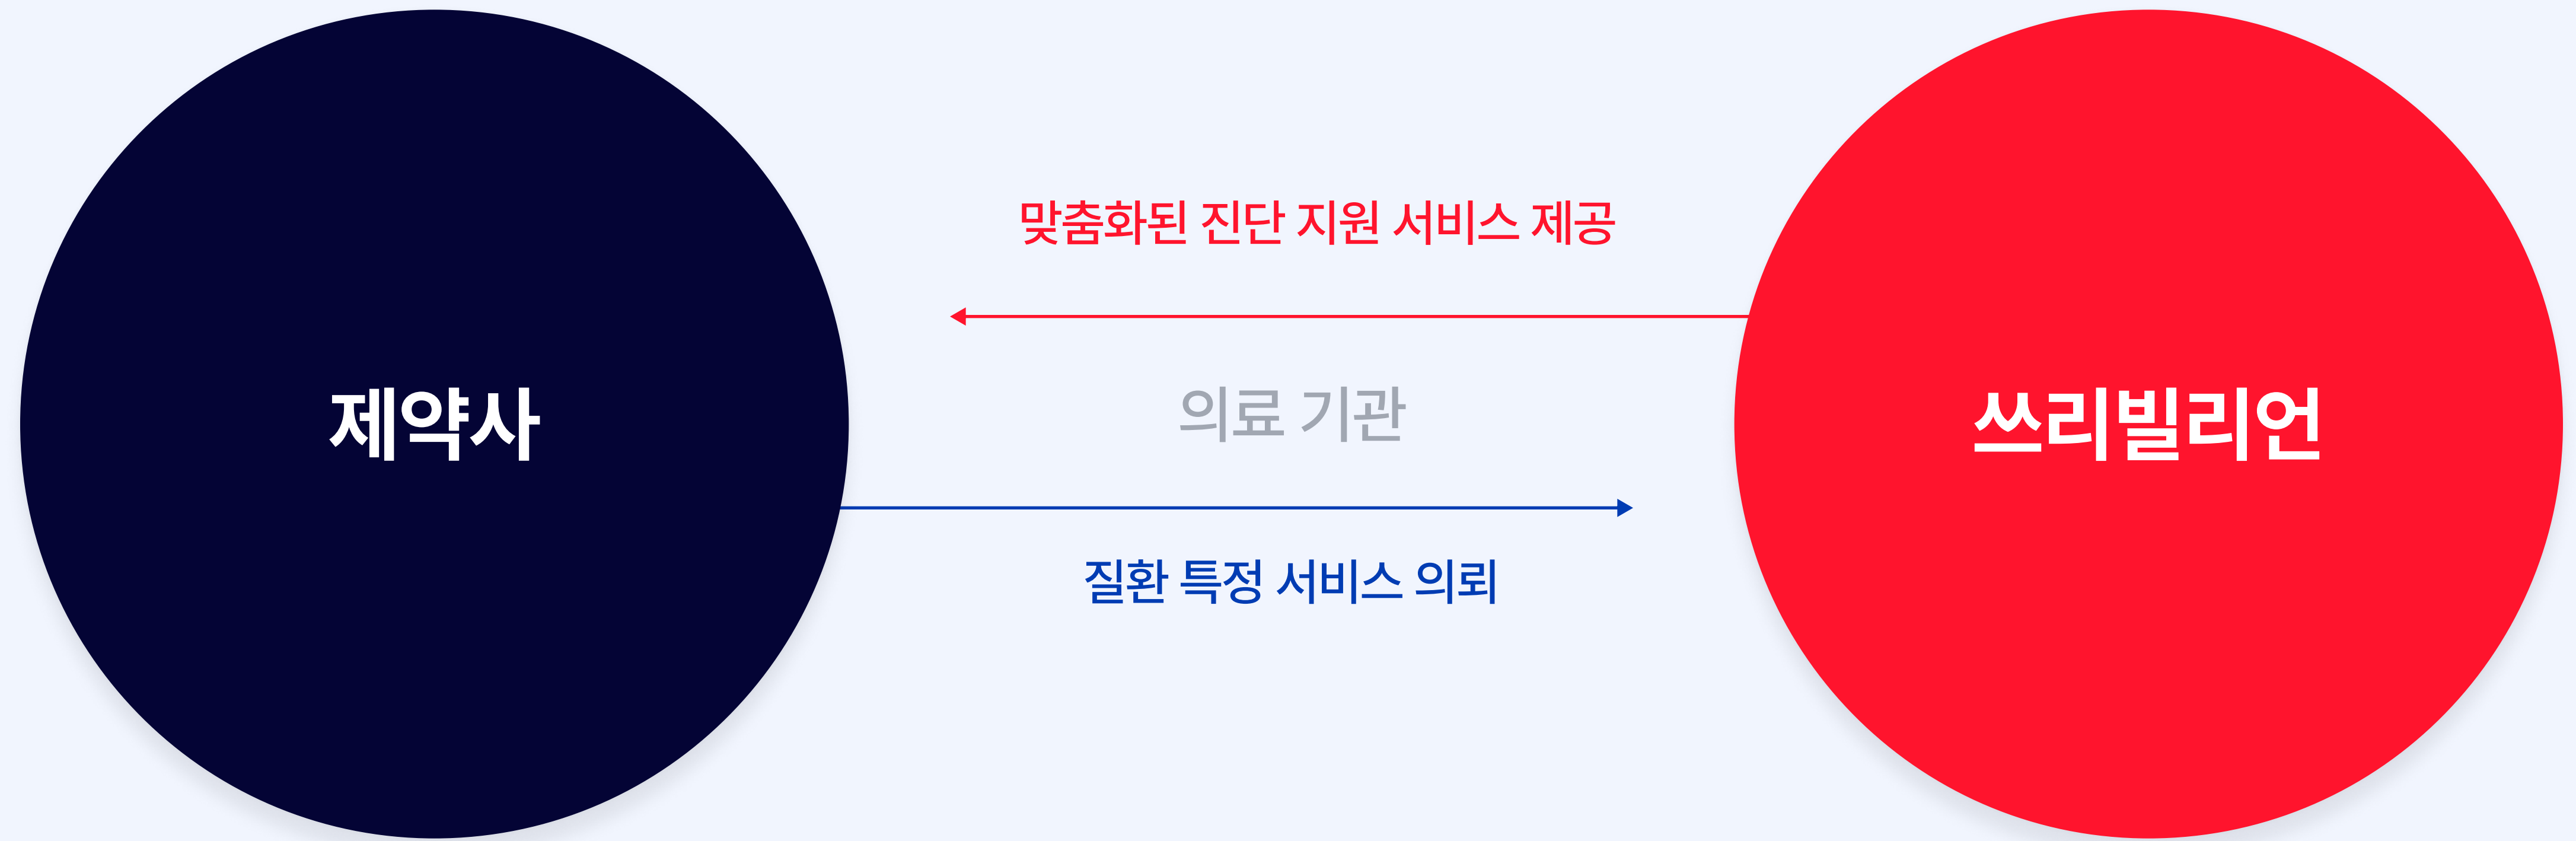 맞춤화된 진단 지원 서비스 제공
제약사
의료 기관
쓰리빌리언
질환 특정 서비스 의뢰